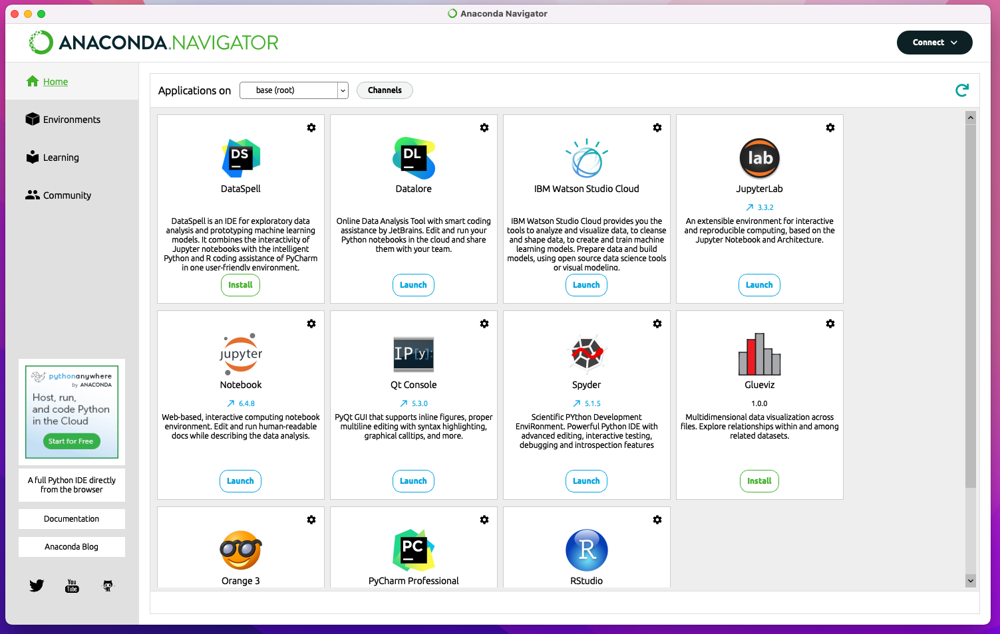 Anaconda Navigator
ANACONDA.NAVIGATOR
Connect
Home
Environments
Learning
Community
pythonanywhere
by ANACONDA
Host, run,
and code Python
in the Cloud
Start for Free
A full Python IDE directly
from the browser
Documentation
Anaconda Blog
You
Tube
Applications on
base (root)
Channels
DS
DataSpell
DataSpell is an IDE for exploratory data
analysis and prototyping machine learning
models. It combines the interactivity of
Jupyter notebooks with the intelligent
Python and R coding assistance of PyCharm
in one user-friendly environment.
Install
DL
Datalore
Online Data Analysis Tool with smart coding
assistance by JetBrains. Edit and run your
Python notebooks in the cloud and share
them with your team.
Launch
IBM Watson Studio Cloud
IBM Watson Studio Cloud provides you the
tools to analyze and visualize data, to cleanse
and shape data, to create and train machine
learning models. Prepare data and build
models, using open source data science tools
or visual modeling.
Launch
lab
JupyterLab
3.3.2
An extensible environment for interactive
and reproducible computing, based on the
Jupyter Notebook and Architecture.
Launch
jupyter
Notebook
6.4.8
Web-based, interactive computing notebook
environment. Edit and run human-readable
docs while describing the data analysis.
Launch
IP[y]:
Qt Console
5.3.0
PyQt GUI that supports inline figures, proper
multiline editing with syntax highlighting,
graphical calltips, and more.
Launch
Spyder
5.1.5
Scientific PYthon Development
EnviRonment. Powerful Python IDE with
advanced editing, interactive testing,
debugging and introspection features
Launch
Glueviz
1.0.0
Multidimensional data visualization across
files. Explore relationships within and among
related datasets.
Install
Orange 3
PC
PyCharm Professional
R
RStudio